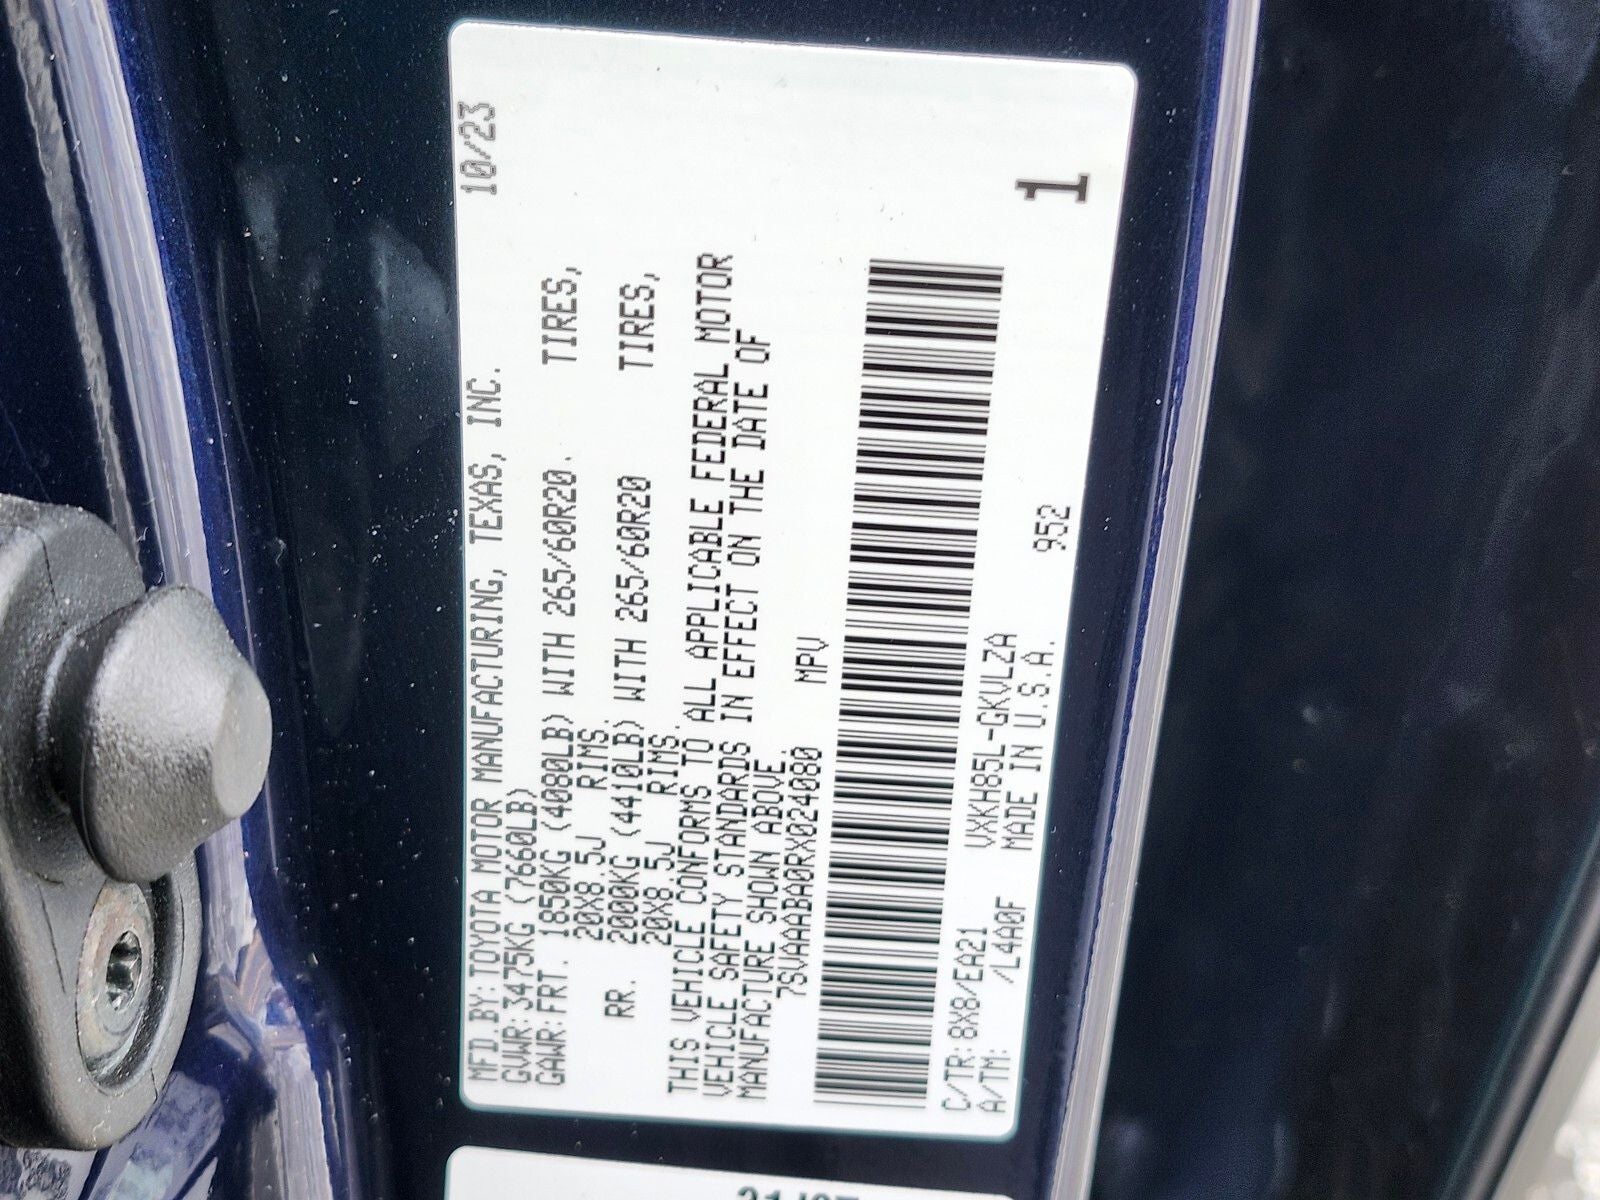 MFD.BY:TOYOTA MOTOR MANUFACTURING, TEXAS, INC. 10/23
GVWR:3475KG (7660LB)
GAWR:FRT. 1850KG (4080LB) WITH 265/60R20. TIRES,
20X8.5J RIMS.
RR. 2000KG (4410LB) WITH 265/60R20 TIRES,
20X8.5J RIMS.
THIS VEHICLE CONFORMS TO ALL APPLICABLE FEDERAL MOTOR
VEHICLE SAFETY STANDARDS IN EFFECT ON THE DATE OF
MANUFACTURE SHOWN ABOVE.
7SVAAABA0RX024080 MPV
C/TR:8X8/EA21 VXKH85L-GKVLZA
A/TM: /L4A0F MADE IN U.S.A. 952
1